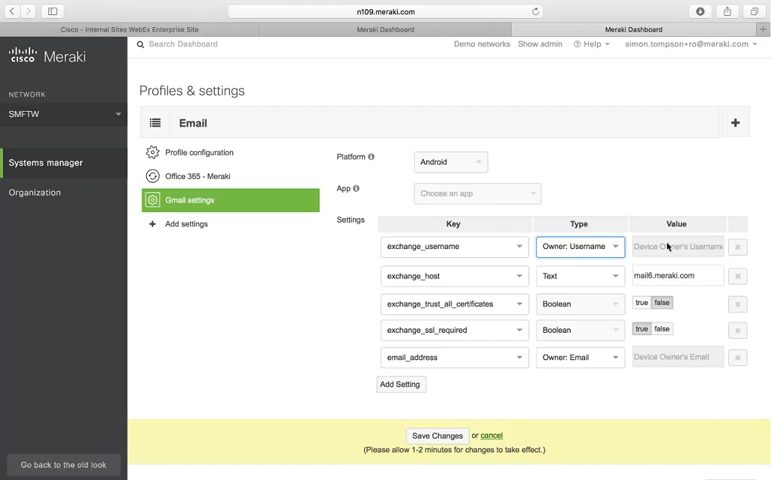 n109.meraki.com
Cisco - Internal Sites WebEx Enterprise Site
Meraki Dashboard
Meraki Dashboard
cisco Meraki
Search Dashboard
Demo networks Show admin Help simon.tompson+ro@meraki.com
NETWORK
SMFTW
Systems manager
Organization
Go back to the old look
Profiles & settings
Email
Profile configuration
Office 365 - Meraki
Gmail settings
Add settings
Platform Android
App Choose an app
Settings Key Type Value
exchange_username Owner: Username Device Owner's Username
exchange_host Text mail6.meraki.com
exchange_trust_all_certificates Boolean true false
exchange_ssl_required Boolean true false
email_address Owner: Email Device Owner's Email
Add Setting
Save Changes or cancel
(Please allow 1-2 minutes for changes to take effect.)